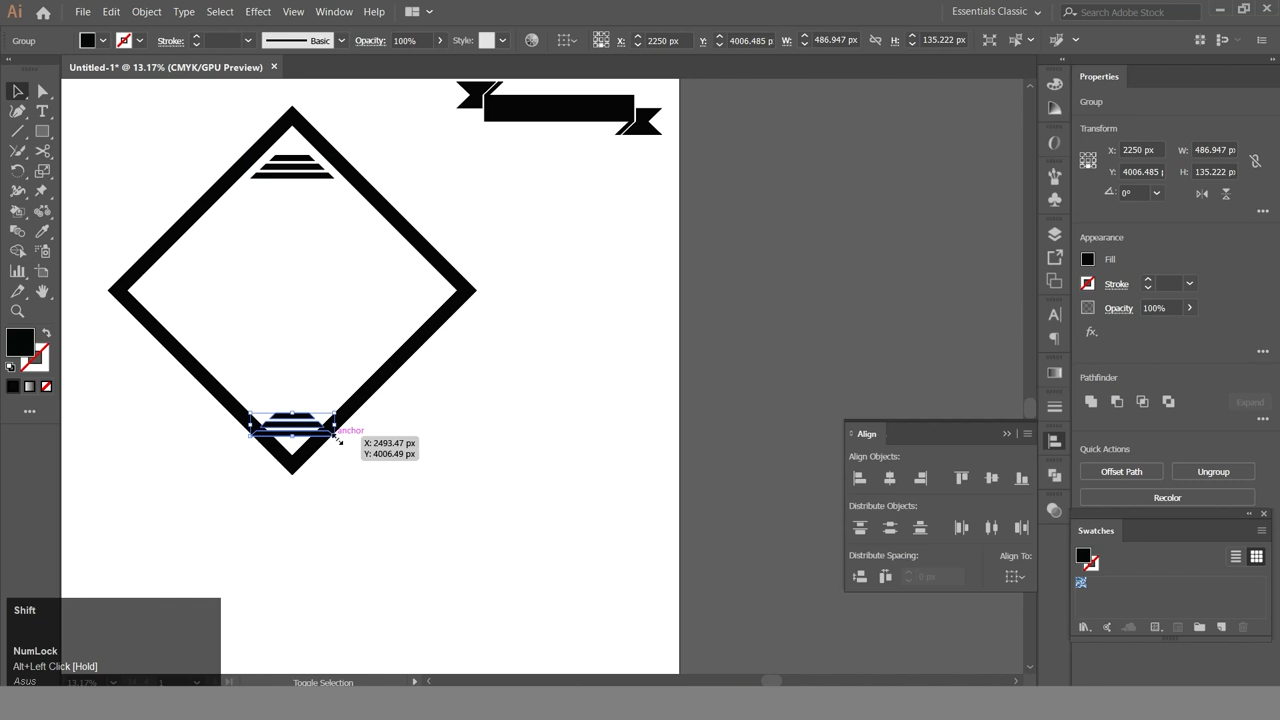 Ai File Edit Object Type Select Effect View Window Help Essentials Classic Search Adobe Stock
Group Stroke: Basic Opacity: 100% Style: X: 2250 px Y: 4006.485 p W: 486.947 px H: 135.222 px
Untitled-1* @ 13.17% (CMYK/GPU Preview)
Properties
Group
Transform
X: 2250 px W: 486.947 p
Y: 4006.485 p H: 135.222 p
0°
Appearance
Fill
Stroke
Opacity 100%
fx.
Pathfinder
Expand
Quick Actions
Offset Path Ungroup
Recolor
anchor
X: 2493.47 px
Y: 4006.49 px
Align
Align Objects:
Distribute Objects:
Distribute Spacing: Align To:
0 px
Swatches
Shift
NumLock
Alt+Left Click [Hold]
Asus
13.17% 1 Toggle Selection